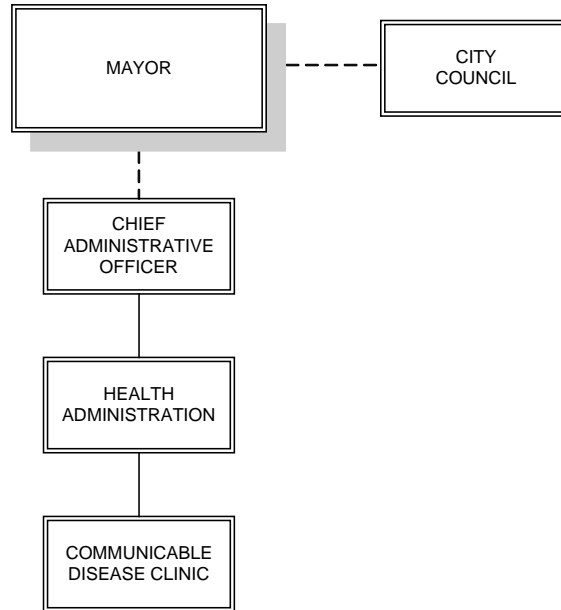 MAYOR
CITY
COUNCIL
CHIEF
ADMINISTRATIVE
OFFICER
HEALTH
ADMINISTRATION
COMMUNICABLE
DISEASE CLINIC